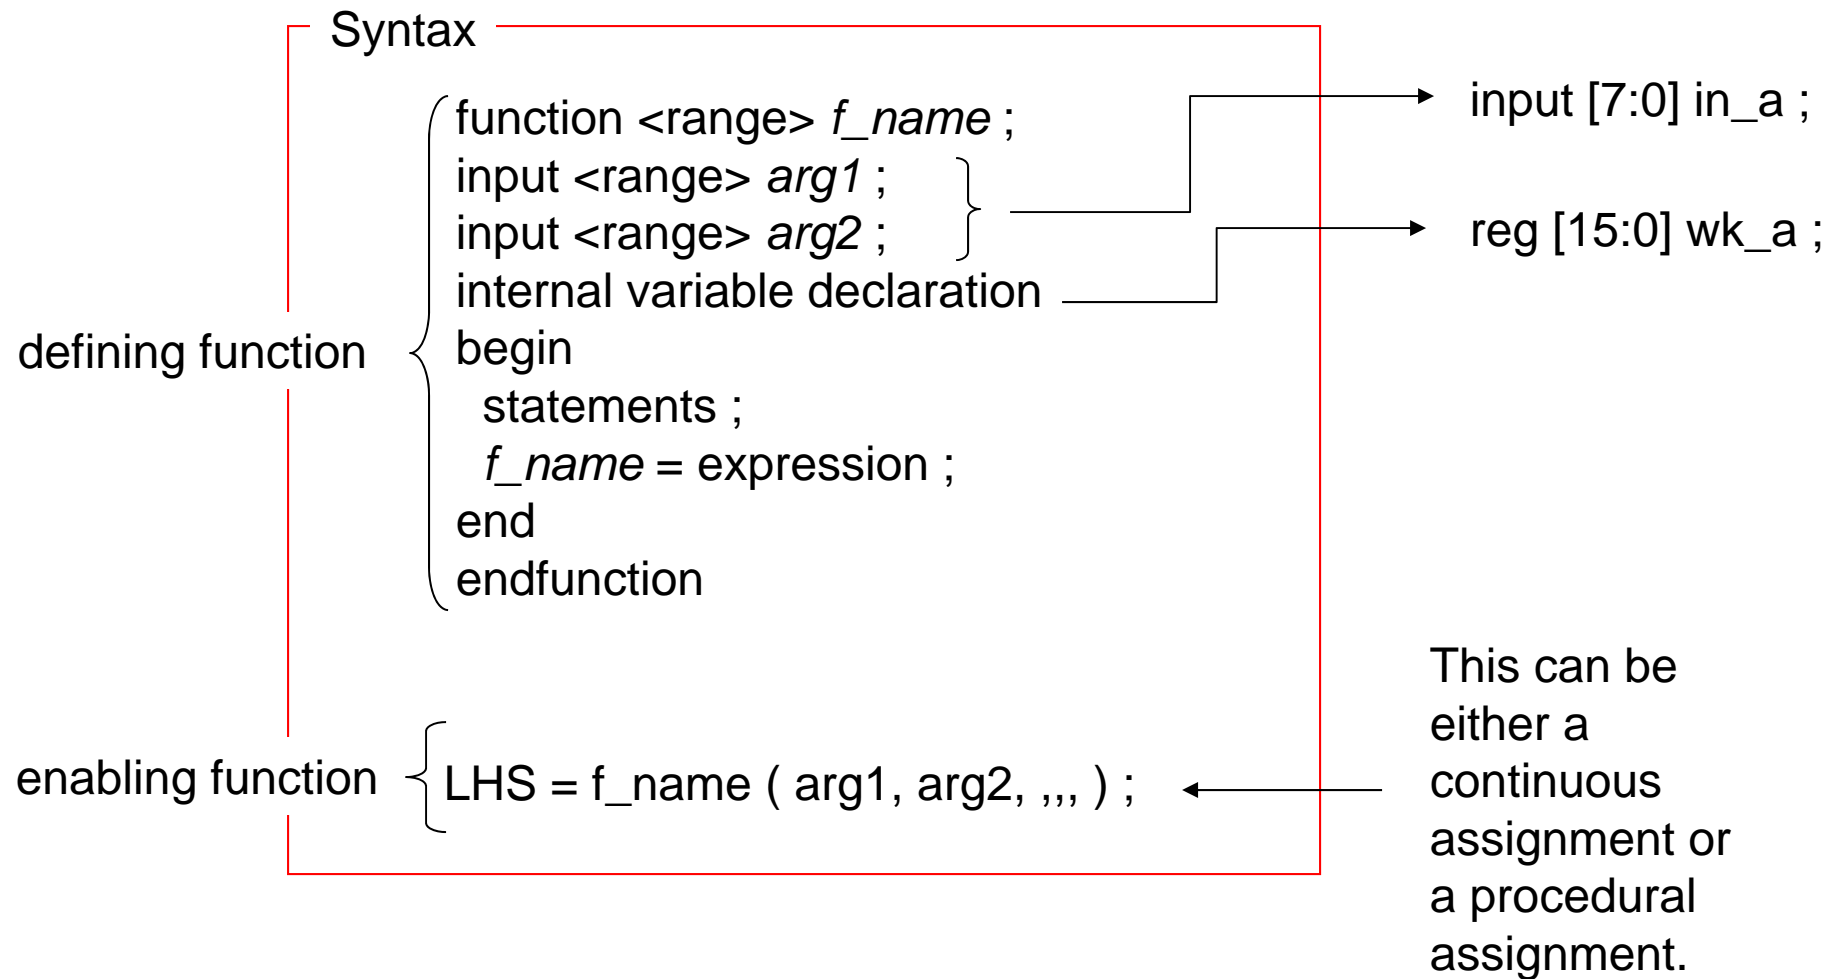 Syntax
function <range> f_name ;
input <range> arg1 ;
input <range> arg2 ;
internal variable declaration
begin
statements ;
f_name = expression ;
end
endfunction
defining function
input [7:0] in_a ;
reg [15:0] wk_a ;
enabling function
LHS = f_name ( arg1, arg2, ,,, ) ;
This can be
either a
continuous
assignment or
a procedural
assignment.